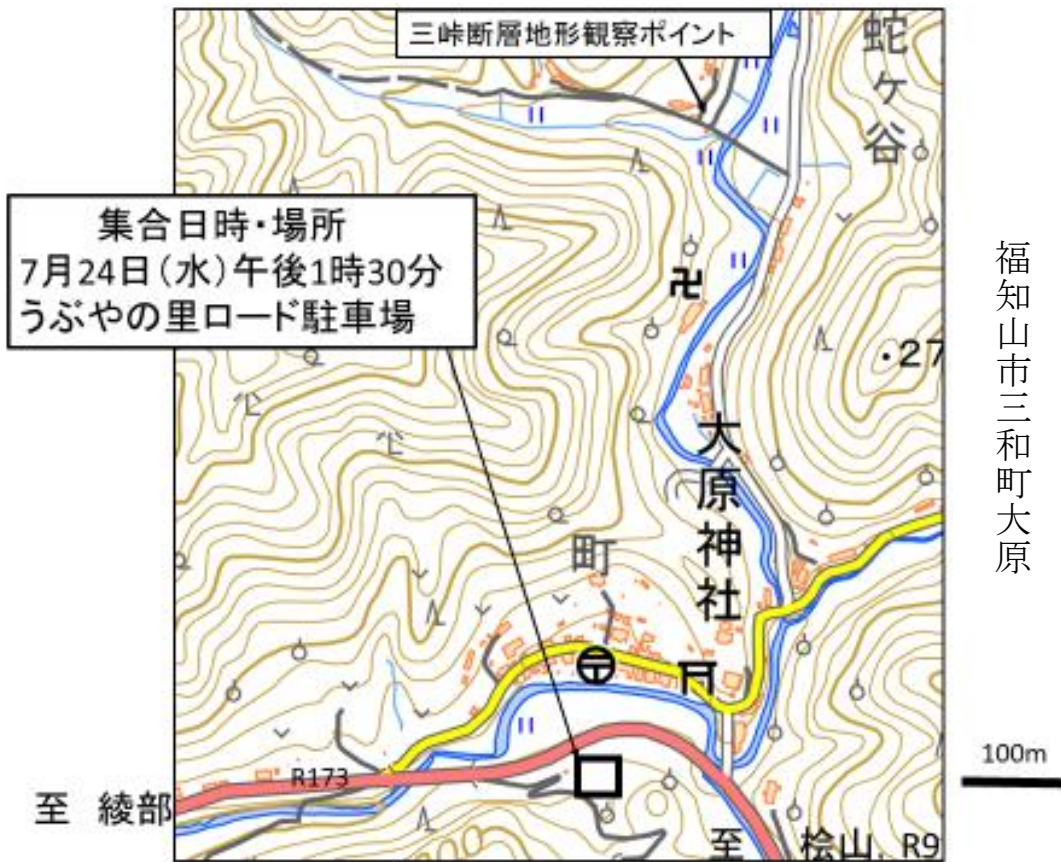 三峠断層地形観察ポイント
蛇ヶ谷
集合日時・場所
7月24日(水)午後1時30分
うぶやの里ロード駐車場
・27
大原神社
町
福知山市三和町大原
R173
100m
至 綾部
至 桧山 R9